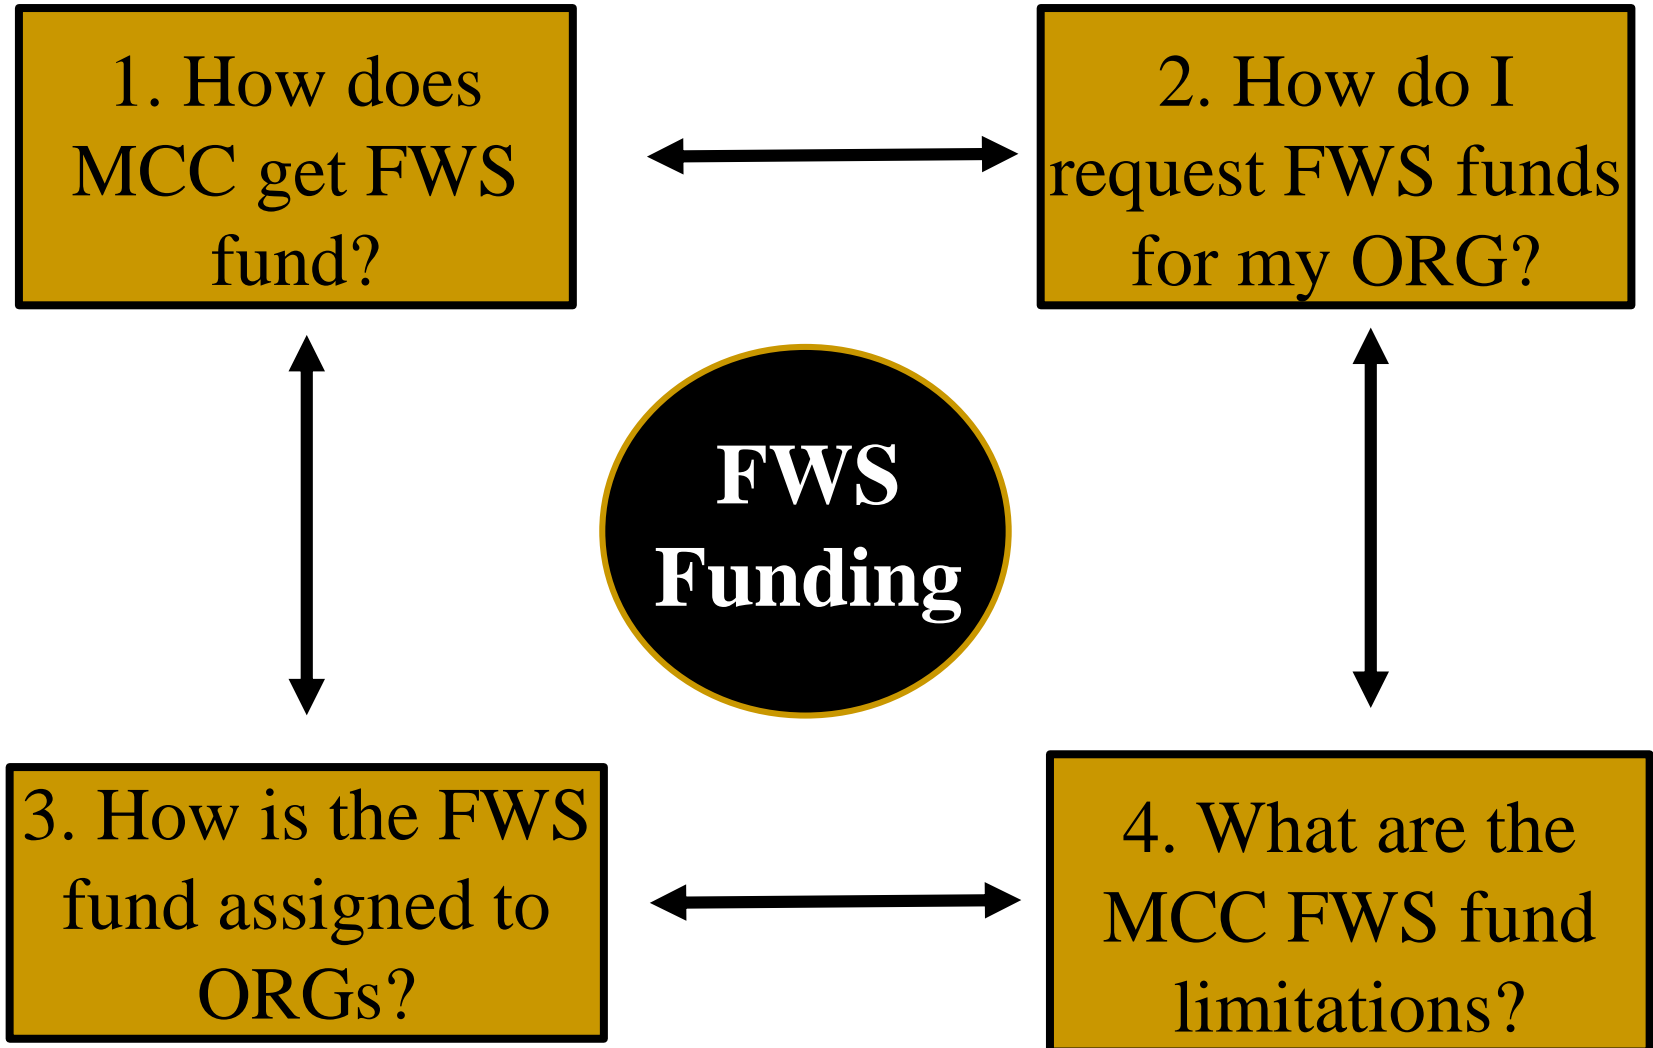 1. How does
MCC get FWS
fund?
2. How do I
request FWS funds
for my ORG?
FWS
Funding
3. How is the FWS
fund assigned to
ORGs?
4. What are the
MCC FWS fund
limitations?